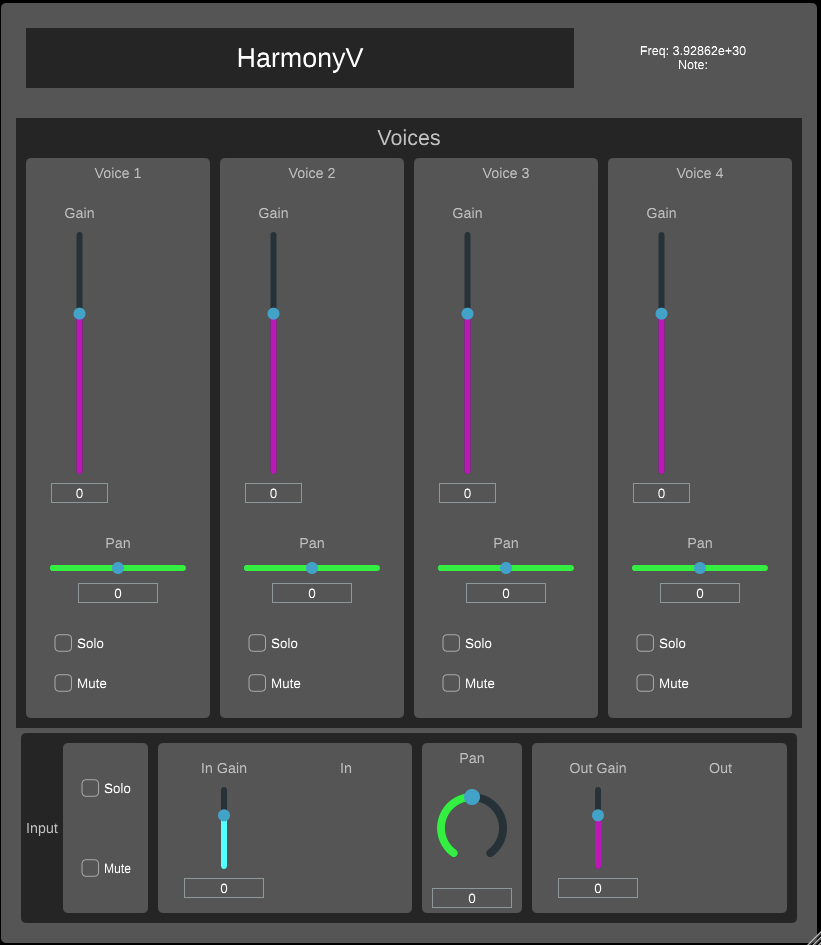 HarmonyV
Freq: 3.92862e+30
Note:
Voices
Voice 1
Gain
0
Pan
0
Solo
Mute
Voice 2
Gain
0
Pan
0
Solo
Mute
Voice 3
Gain
0
Pan
0
Solo
Mute
Voice 4
Gain
0
Pan
0
Solo
Mute
Input
Solo
Mute
In Gain
In
0
Pan
0
Out Gain
Out
0